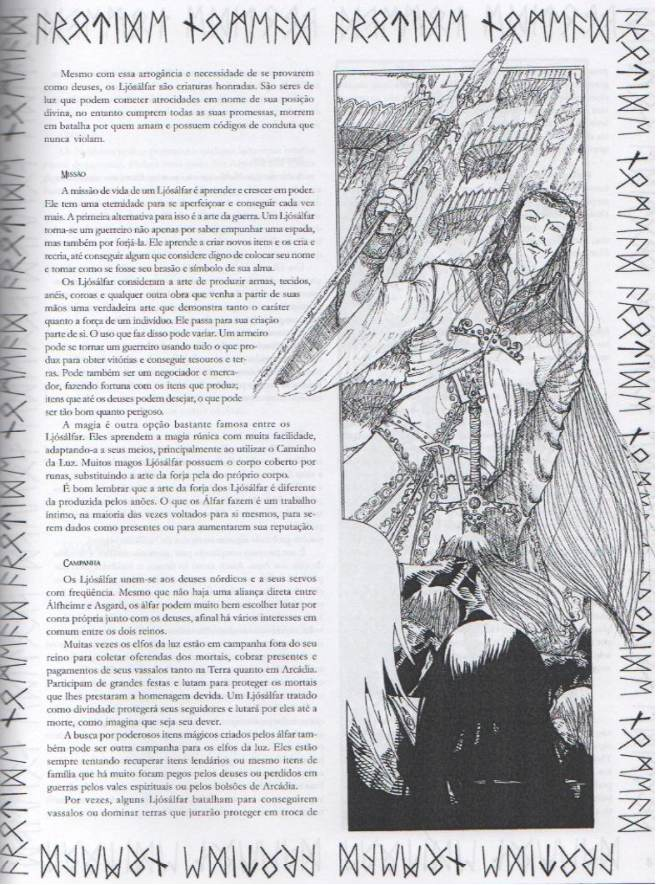 Mesmo com essa arrogância e necessidade de se provarem
como deuses, os Ljósálfar são criaturas honradas. São seres de
luz que podem cometer atrocidades em nome de sua posição
divina, no entanto cumprem todas as suas promessas, morrem
em batalha por quem amam e possuem códigos de conduta que
nunca violam.
Missão
A missão de vida de um Ljósálfar é aprender e crescer em poder.
Ele tem uma eternidade para se aperfeiçoar e conseguir cada vez
mais. A primeira alternativa para isso é a arte da guerra. Um Ljósálfar
torna-se um guerreiro não apenas por saber empunhar uma espada,
mas também por forjá-la. Ele aprende a criar novos itens e os cria e
recria, até conseguir algum que considere digno de colocar seu nome
e tomar como se fosse seu brasão e símbolo de sua alma.
Os Ljósálfar consideram a arte de produzir armas, tecidos,
anéis, coroas e qualquer outra obra que venha a partir de suas
mãos uma verdadeira arte que demonstra tanto o caráter
quanto a força de um indivíduo. Ele passa para sua criação
parte de si. O uso que faz disso pode variar. Um armeiro
pode se tornar um guerreiro usando tudo o que pro-
duz para obter vitórias e conseguir tesouros e ter-
ras. Pode também ser um negociador e merca-
dor, fazendo fortuna com os itens que produz;
itens que até os deuses podem desejar, o que pode
ser tão bom quanto perigoso.
A magia é outra opção bastante famosa entre os
Ljósálfar. Eles aprendem a magia rúnica com muita facilidade,
adaptando-a a seus meios, principalmente ao utilizar o Caminho
da Luz. Muitos magos Ljósálfar possuem o corpo coberto por
runas, substituindo a arte da forja pela do próprio corpo.
É bom lembrar que a arte da forja dos Ljósálfar é diferente
da produzida pelos anões. O que os Álfar fazem é um trabalho
íntimo, na maioria das vezes voltados para si mesmos, para se-
rem dados como presentes ou para aumentarem sua reputação.
Campanha
Os Ljósálfar unem-se aos deuses nórdicos e a seus servos
com freqüência. Mesmo que não haja uma aliança direta entre
Álfheimr e Asgard, os álfar podem muito bem escolher lutar por
conta própria junto com os deuses, afinal há vários interesses em
comum entre os dois reinos.
Muitas vezes os elfos da luz estão em campanha fora do seu
reino para coletar oferendas dos mortais, cobrar presentes e
pagamentos de seus vassalos tanto na Terra quanto em Arcádia.
Participam de grandes festas e lutam para proteger os mortais
que lhes prestaram a homenagem devida. Um Ljósálfar tratado
como divindade protegerá seus seguidores e lutará por eles até a
morte, como imagina que seja seu dever.
A busca por poderosos itens mágicos criados pelos álfar tam-
bém pode ser outra campanha para os elfos da luz. Eles estão
sempre tentando recuperar itens lendários ou mesmo itens de
família que há muito foram pegos pelos deuses ou perdidos em
guerras pelos vales espirituais ou pelos bolsões de Arcádia.
Por vezes, alguns Ljósálfar batalham para conseguirem
vassalos ou dominar terras que jurarão proteger em troca de